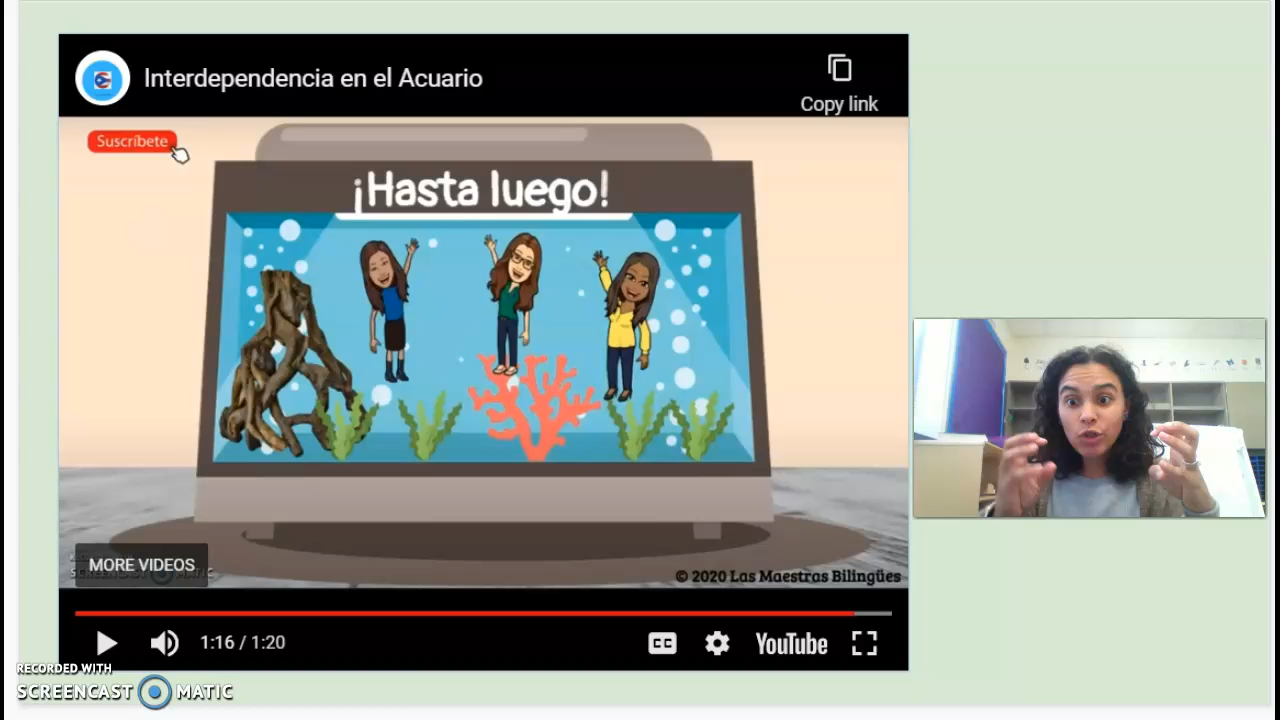 Interdependencia en el Acuario
Copy link
Suscríbete
¡Hasta luego!
MORE VIDEOS
© 2020 Las Maestras Bilingües
1:16 / 1:20
CC
YouTube
RECORDED WITH
SCREENCAST MATIC